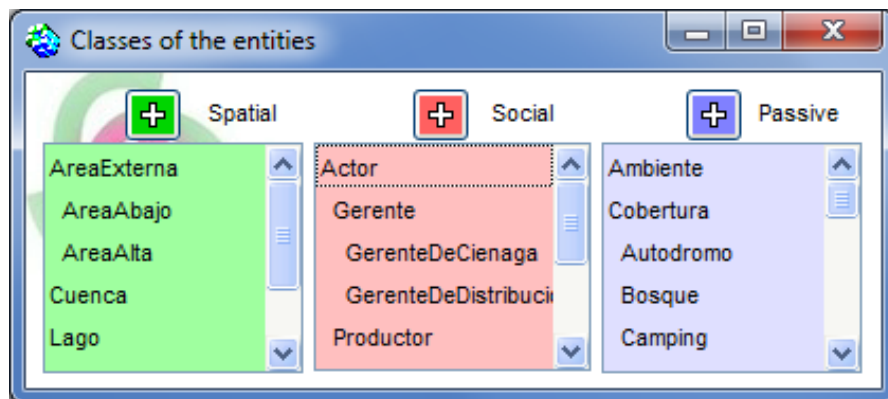 Classes of the entities
Spatial
Social
Passive
AreaExterna
AreaAbajo
AreaAlta
Cuenca
Lago
Actor
Gerente
GerenteDeCienaga
GerenteDeDistribuci
Productor
Ambiente
Cobertura
Autodromo
Bosque
Camping